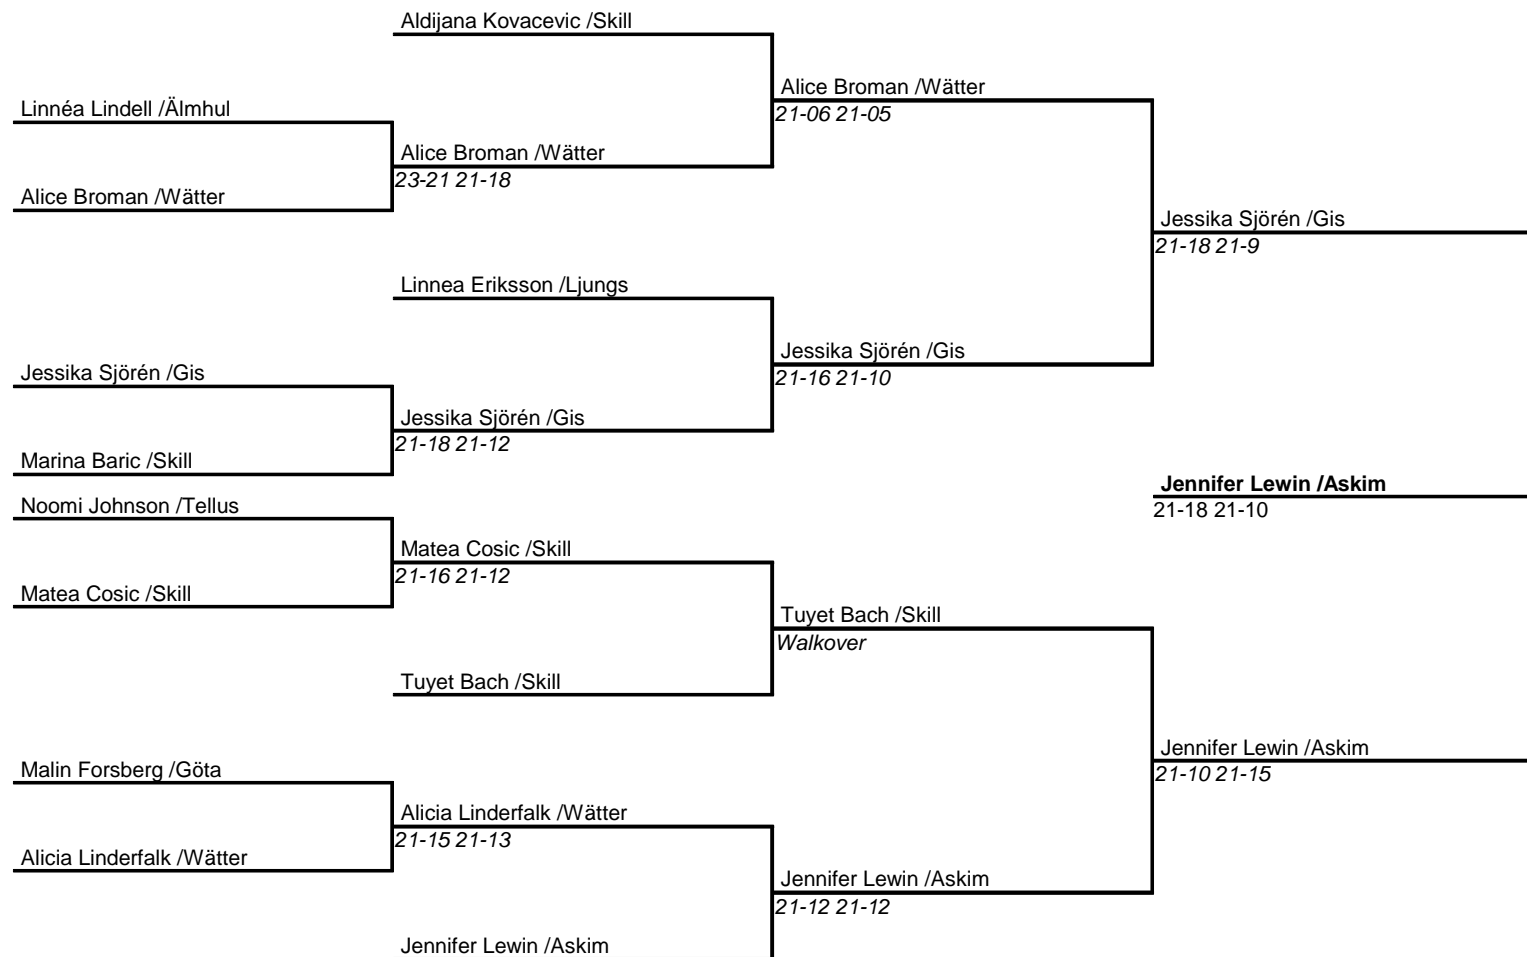 Aldijana Kovacevic /Skill
Alice Broman /Wätter
21-06 21-05
Linnéa Lindell /Älmhul
Alice Broman /Wätter
23-21 21-18
Alice Broman /Wätter
Jessika Sjörén /Gis
21-18 21-9
Linnea Eriksson /Ljungs
Jessika Sjörén /Gis
21-16 21-10
Jessika Sjörén /Gis
Jessika Sjörén /Gis
21-18 21-12
Marina Baric /Skill
Jennifer Lewin /Askim
21-18 21-10
Noomi Johnson /Tellus
Matea Cosic /Skill
21-16 21-12
Matea Cosic /Skill
Tuyet Bach /Skill
Walkover
Tuyet Bach /Skill
Jennifer Lewin /Askim
21-10 21-15
Malin Forsberg /Göta
Alicia Linderfalk /Wätter
21-15 21-13
Alicia Linderfalk /Wätter
Jennifer Lewin /Askim
21-12 21-12
Jennifer Lewin /Askim